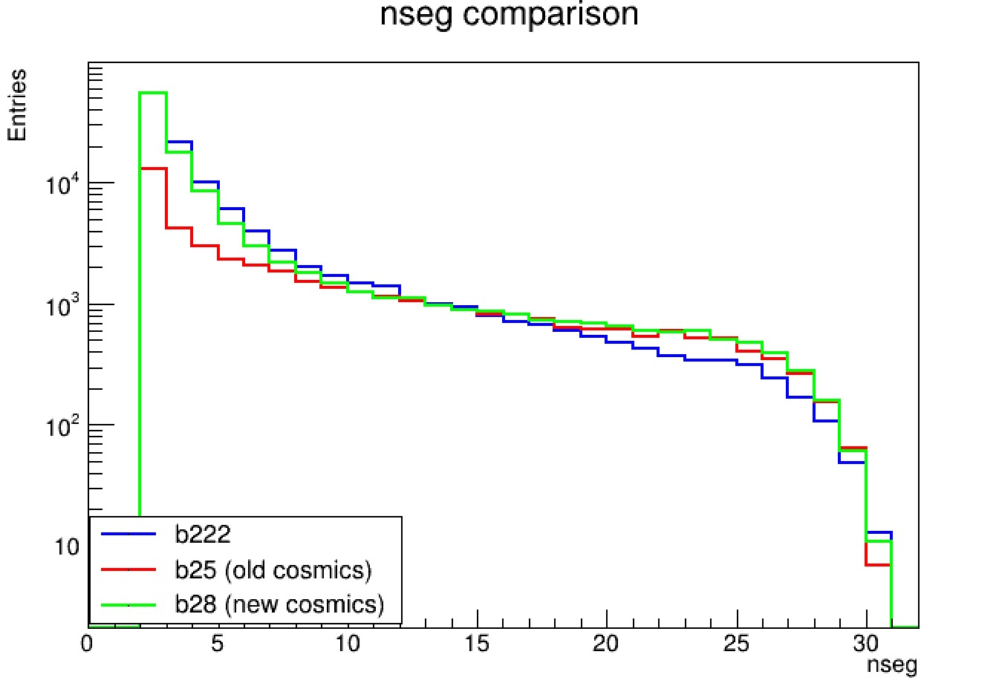 nseg comparison
Entries
10^4
10^3
10^2
10
b222
b25 (old cosmics)
b28 (new cosmics)
0 5 10 15 20 25 30
nseg